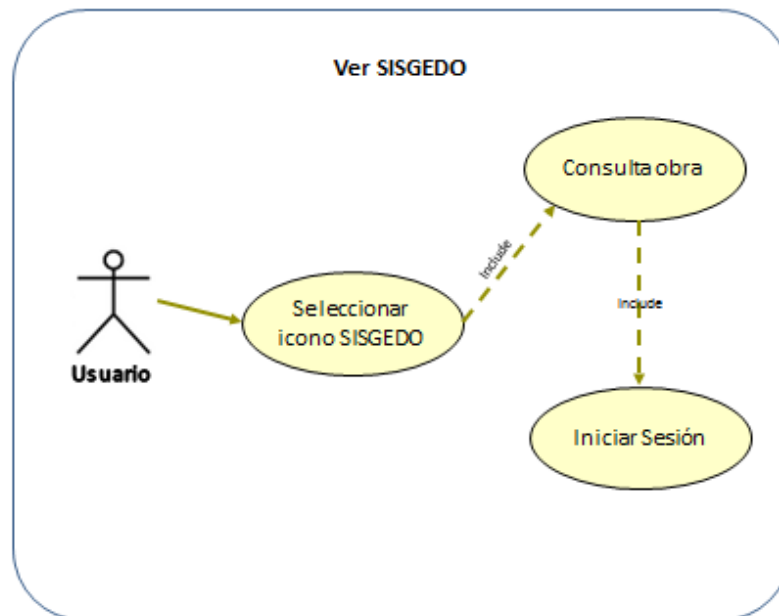 Ver SISGEDO
Consulta obra
Include
Include
Seleccionar
icono SISGEDO
Usuario
Iniciar Sesión